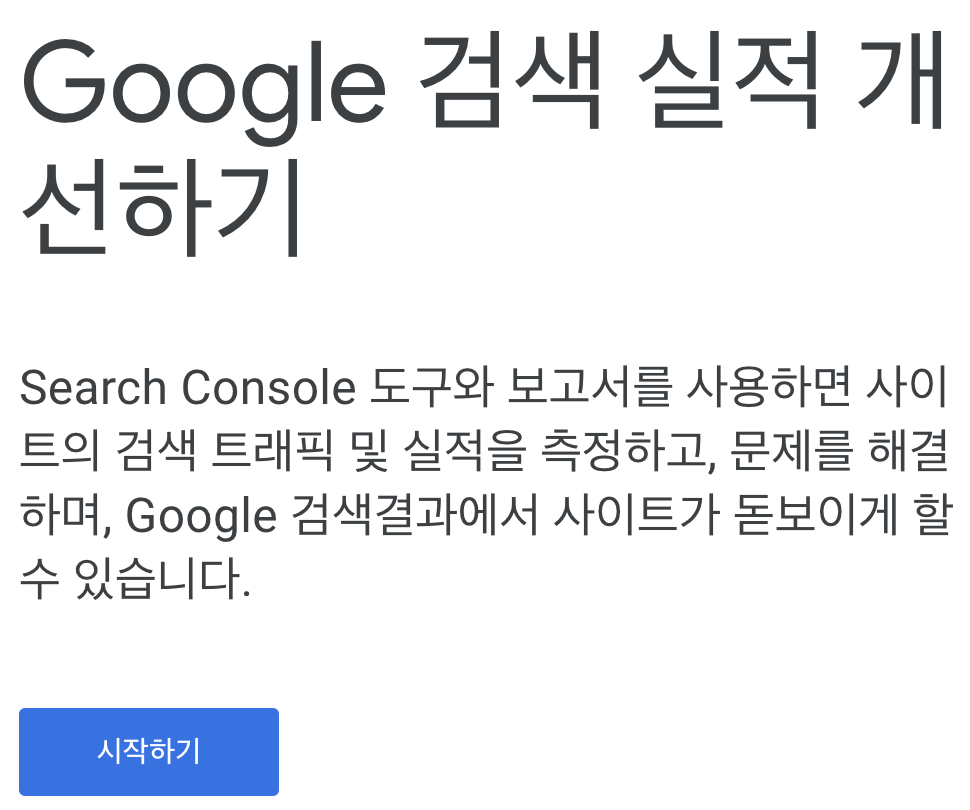 Google 검색 실적 개
선하기
Search Console 도구와 보고서를 사용하면 사이
트의 검색 트래픽 및 실적을 측정하고, 문제를 해결
하며, Google 검색결과에서 사이트가 돋보이게 할
수 있습니다.
시작하기